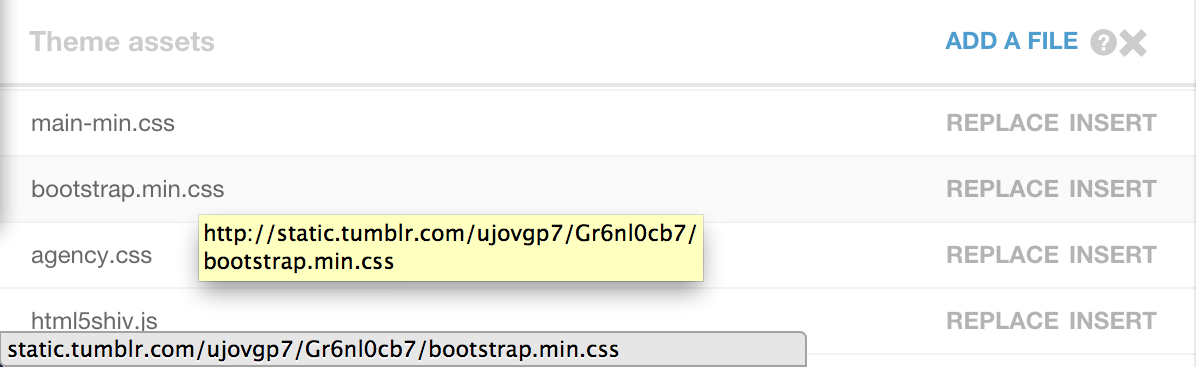 Theme assets ADD A FILE ?
main-min.css REPLACE INSERT
bootstrap.min.css REPLACE INSERT
http://static.tumblr.com/ujovgp7/Gr6nl0cb7/
bootstrap.min.css
agency.css REPLACE INSERT
html5shiv.js REPLACE INSERT
static.tumblr.com/ujovgp7/Gr6nl0cb7/bootstrap.min.css